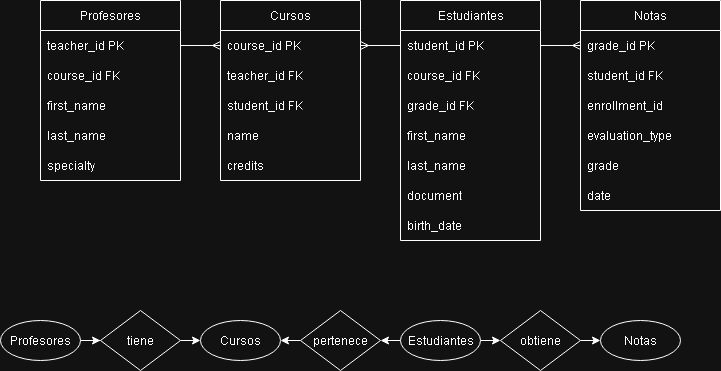 Profesores
teacher_id PK
course_id FK
first_name
last_name
specialty
Cursos
course_id PK
teacher_id FK
student_id FK
name
credits
Estudiantes
student_id PK
course_id FK
grade_id FK
first_name
last_name
document
birth_date
Notas
grade_id PK
student_id FK
enrollment_id
evaluation_type
grade
date
Profesores
tiene
Cursos
pertenece
Estudiantes
obtiene
Notas